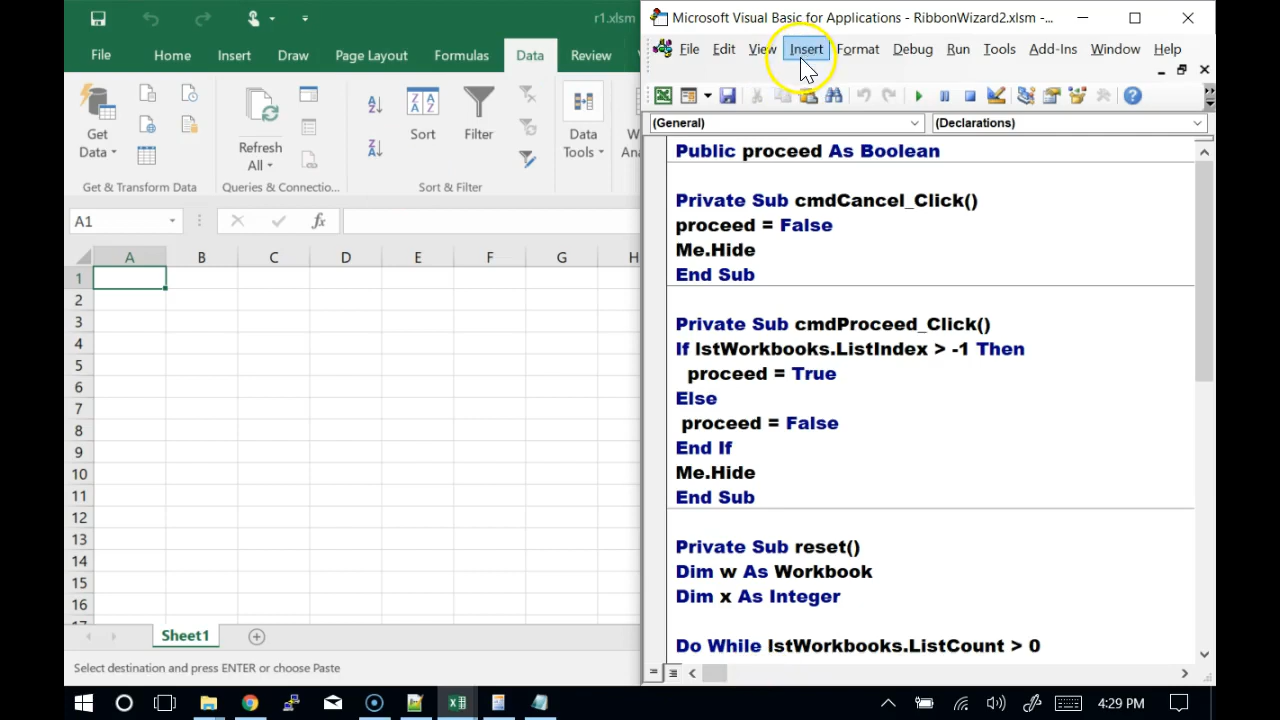 r1.xlsm
File Home Insert Draw Page Layout Formulas Data Review
Get Data
Refresh All
Sort
Filter
Data Tools
Get & Transform Data
Queries & Connectio...
Sort & Filter
A1
fx
A B C D E F G H
1
2
3
4
5
6
7
8
9
10
11
12
13
14
15
16
Sheet1
Select destination and press ENTER or choose Paste
Microsoft Visual Basic for Applications - RibbonWizard2.xlsm -...
File Edit View Insert Format Debug Run Tools Add-Ins Window Help
(General) (Declarations)
Public proceed As Boolean
Private Sub cmdCancel_Click()
proceed = False
Me.Hide
End Sub
Private Sub cmdProceed_Click()
If lstWorkbooks.ListIndex > -1 Then
proceed = True
Else
proceed = False
End If
Me.Hide
End Sub
Private Sub reset()
Dim w As Workbook
Dim x As Integer
Do While lstWorkbooks.ListCount > 0
4:29 PM